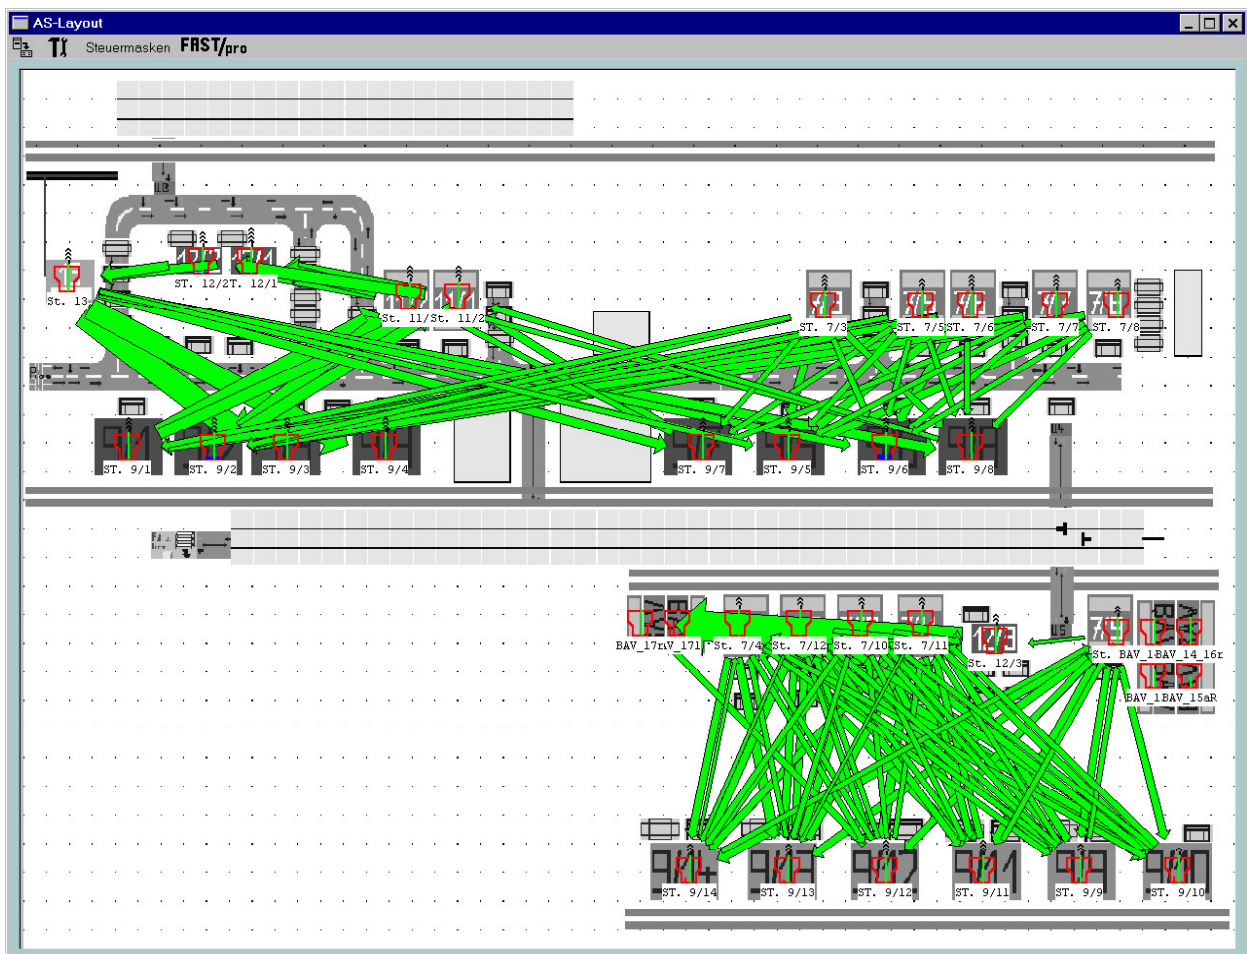 AS-Layout
Steuermasken FAST/pro
ST. 12/2 T. 12/1
St. 13
St. 11/ St. 11/2
ST. 7/3 ST. 7/5 ST. 7/6 ST. 7/7 ST. 7/8
ST. 9/1 ST. 9/2 ST. 9/3 ST. 9/4 ST. 9/7 ST. 9/5 ST. 9/6 ST. 9/8
BAV_17r V_17l St. 7/4 St. 7/12 St. 7/10 St. 7/11 St. 12/3 St. BAV_14_16r
BAV_15aR
ST. 9/14 ST. 9/13 ST. 9/12 ST. 9/11 ST. 9/9 ST. 9/10